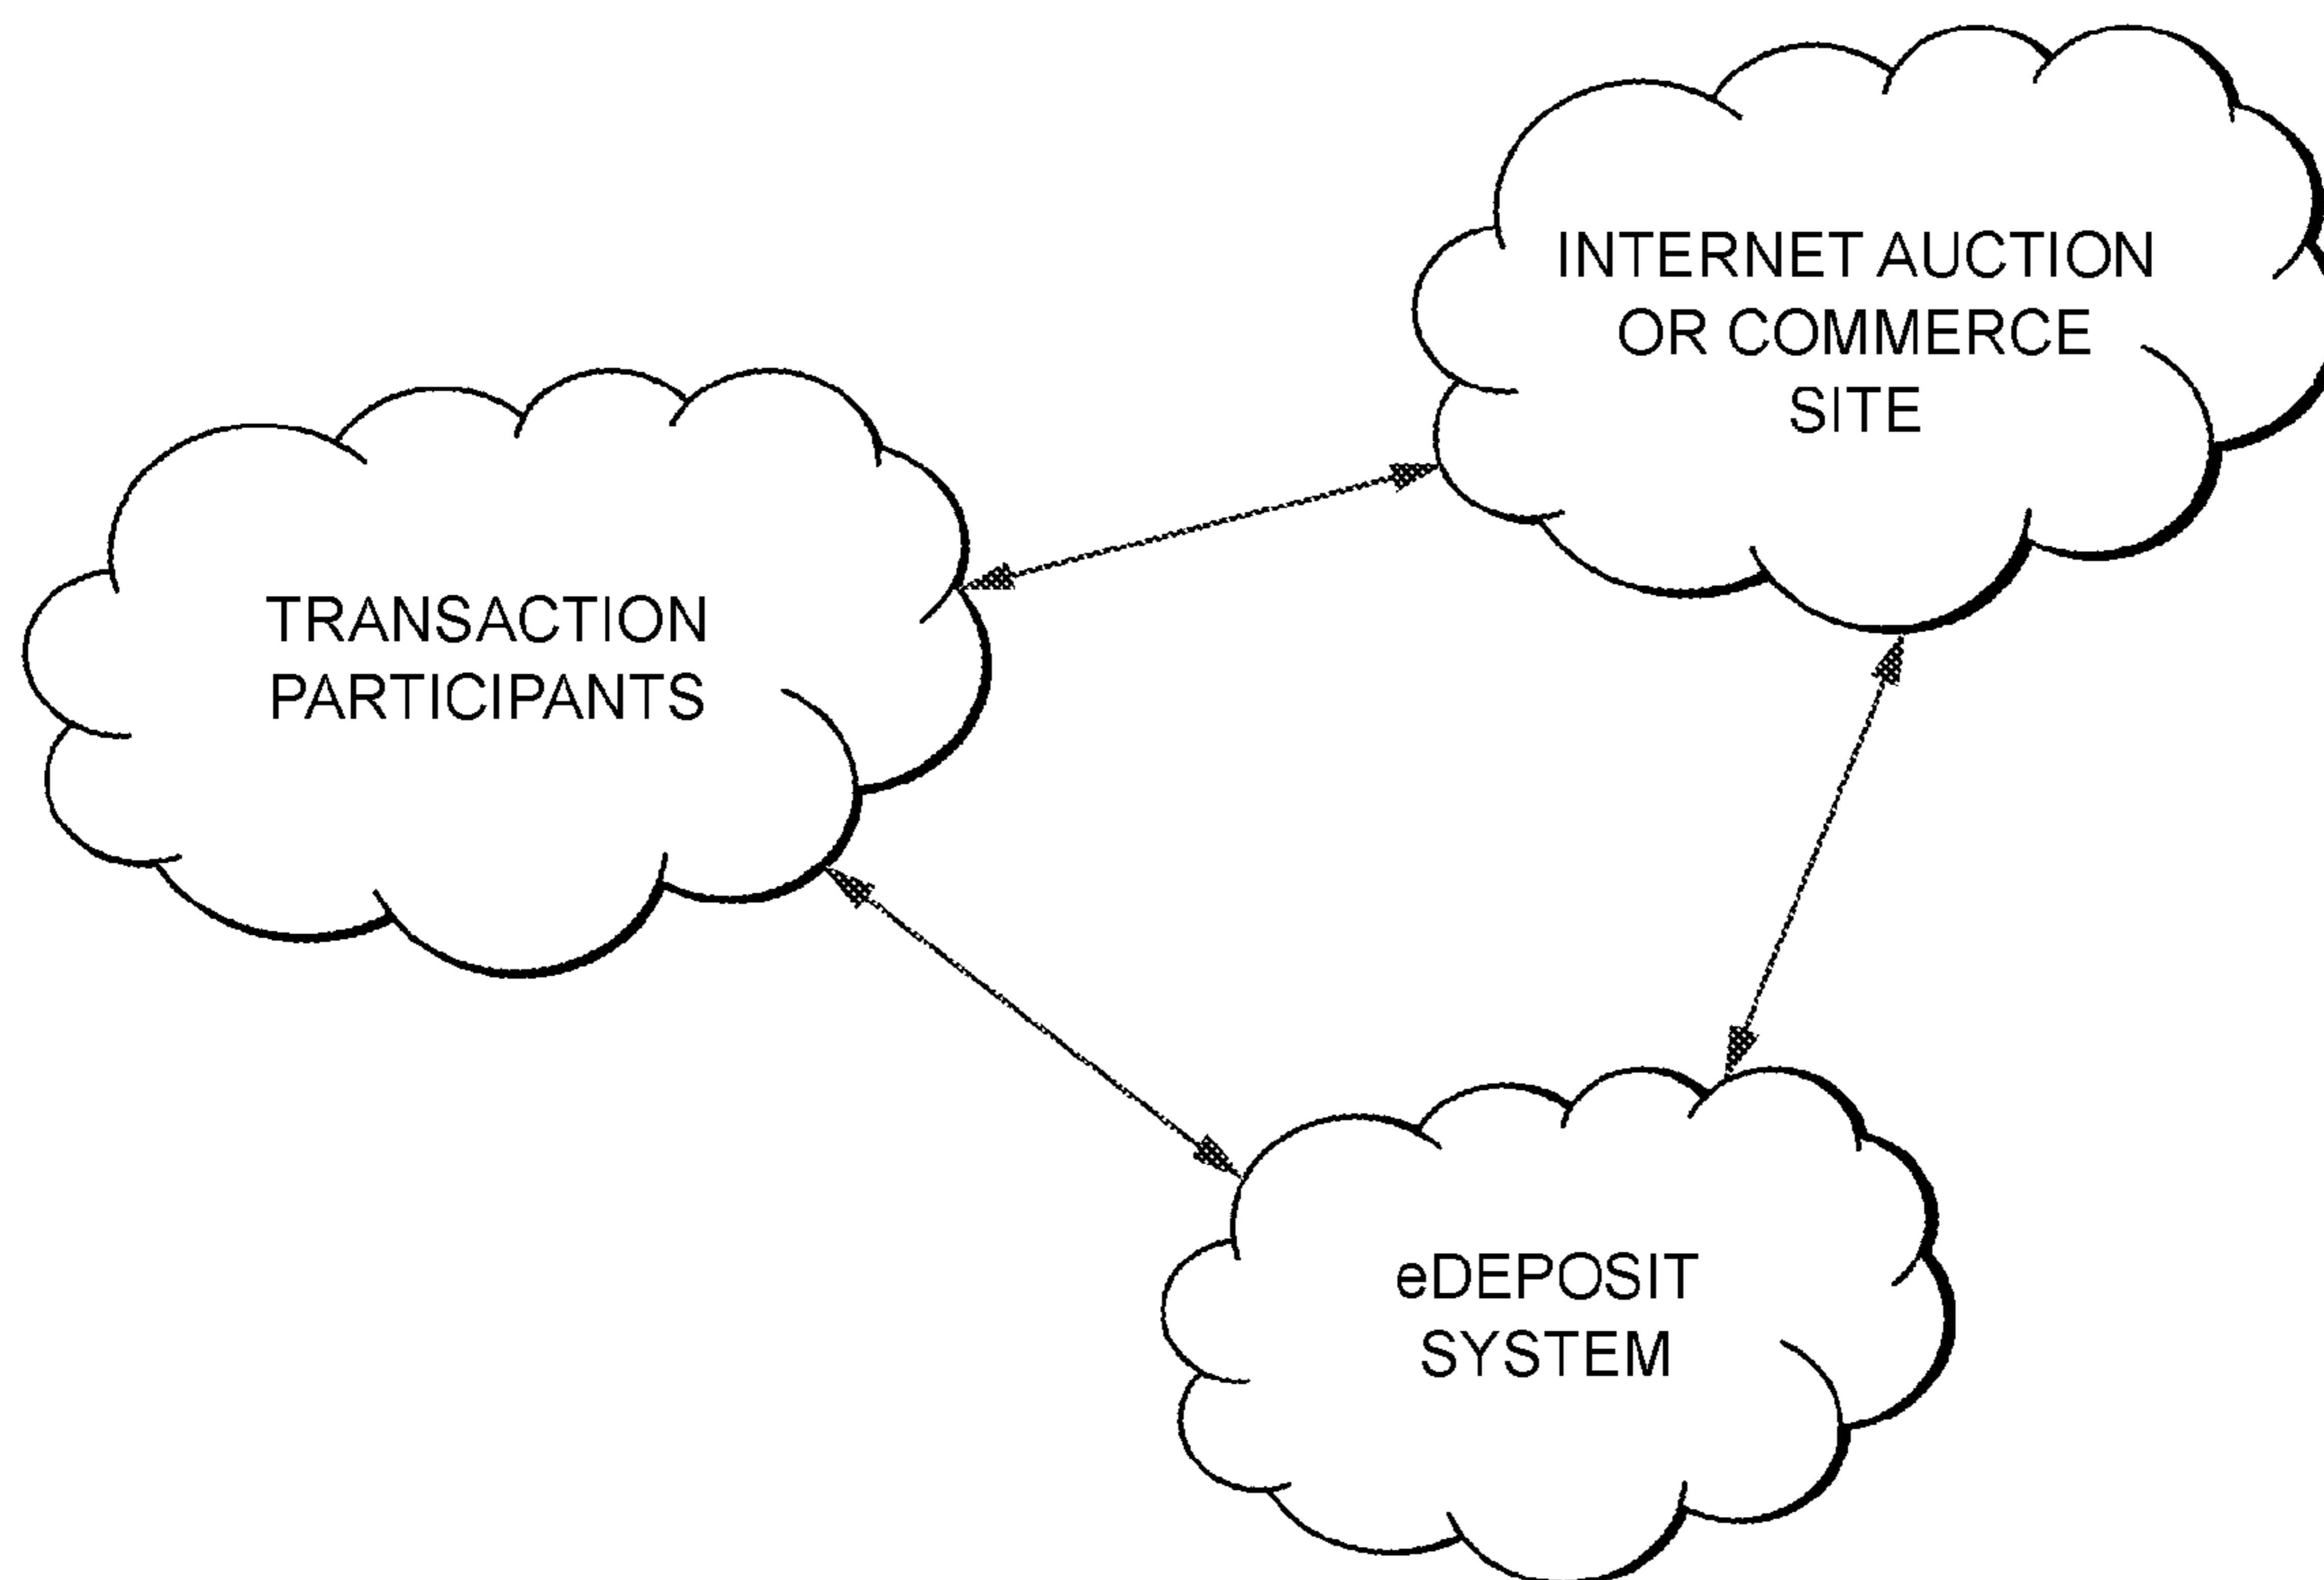 INTERNET AUCTION
OR COMMERCE
SITE
TRANSACTION
PARTICIPANTS
eDEPOSIT
SYSTEM